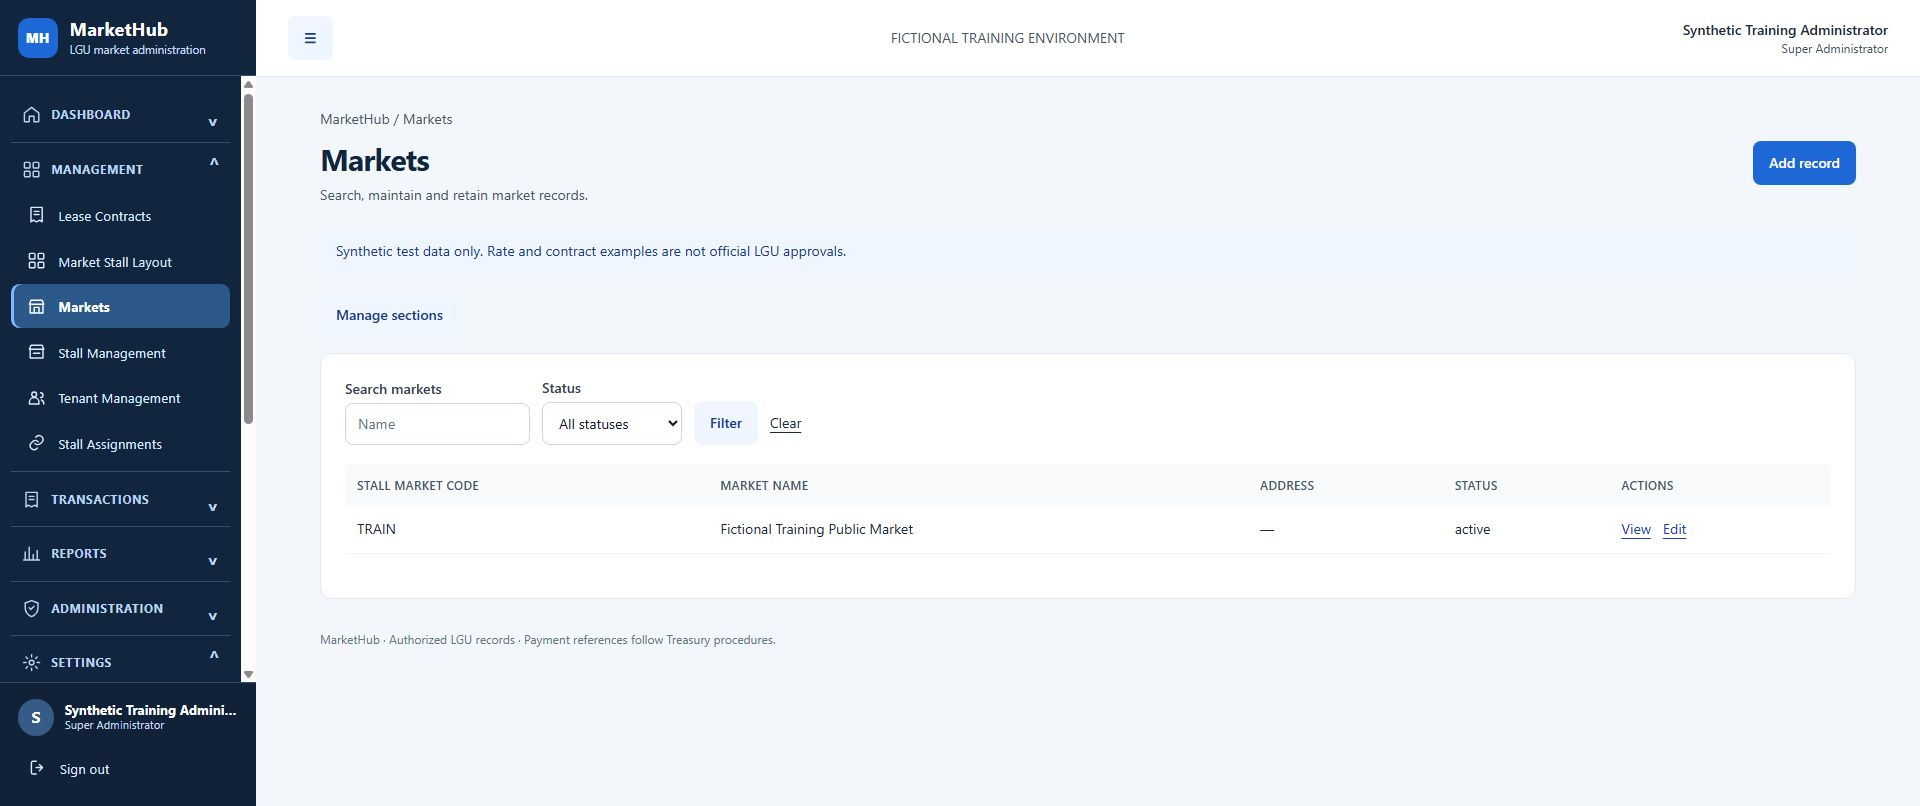 MH
MarketHub
LGU market administration
☰
FICTIONAL TRAINING ENVIRONMENT
Synthetic Training Administrator
Super Administrator
DASHBOARD
MANAGEMENT
Lease Contracts
Market Stall Layout
Markets
Stall Management
Tenant Management
Stall Assignments
TRANSACTIONS
REPORTS
ADMINISTRATION
SETTINGS
S
Synthetic Training Admini...
Super Administrator
Sign out
MarketHub / Markets
Markets
Add record
Search, maintain and retain market records.
Synthetic test data only. Rate and contract examples are not official LGU approvals.
Manage sections
Search markets Status
Name All statuses Filter Clear
STALL MARKET CODE MARKET NAME ADDRESS STATUS ACTIONS
TRAIN Fictional Training Public Market — active View Edit
MarketHub · Authorized LGU records · Payment references follow Treasury procedures.